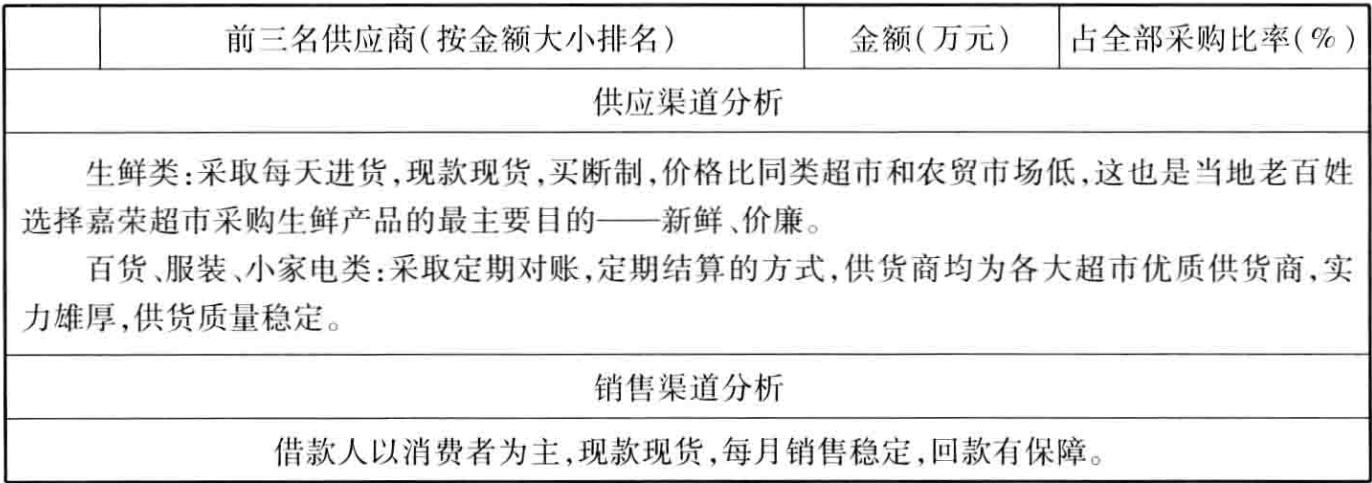 前三名供应商(按金额大小排名) 金额(万元) 占全部采购比率(%)
供应渠道分析
生鲜类:采取每天进货,现款现货,买断制,价格比同类超市和农贸市场低,这也是当地老百姓
选择嘉荣超市采购生鲜产品的最主要目的——新鲜、价廉。
百货、服装、小家电类:采取定期对账,定期结算的方式,供货商均为各大超市优质供货商,实
力雄厚,供货质量稳定。
销售渠道分析
借款人以消费者为主,现款现货,每月销售稳定,回款有保障。